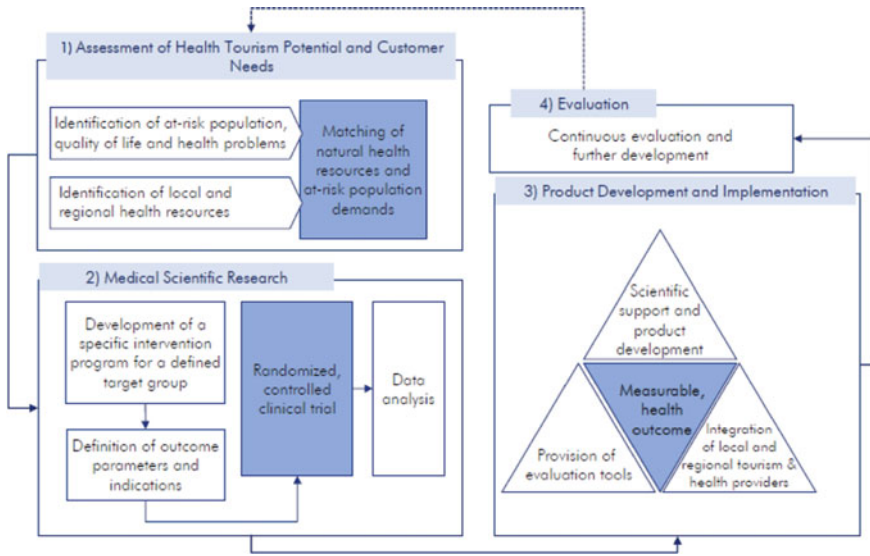 1) Assessment of Health Tourism Potential and Customer
Needs
Identification of at-risk population,
quality of life and health problems
Identification of local and
regional health resources
Matching of
natural health
resources and
at-risk population
demands
2) Medical Scientific Research
Development of a
specific intervention
program for a defined
target group
Definition of outcome
parameters and
indications
Randomized,
controlled
clinical trial
Data
analysis
4) Evaluation
Continuous evaluation and
further development
3) Product Development and Implementation
Scientific
support and
product
development
Measurable,
health
outcome
Provision of
evaluation tools
Integration
of local and
regional tourism &
health providers